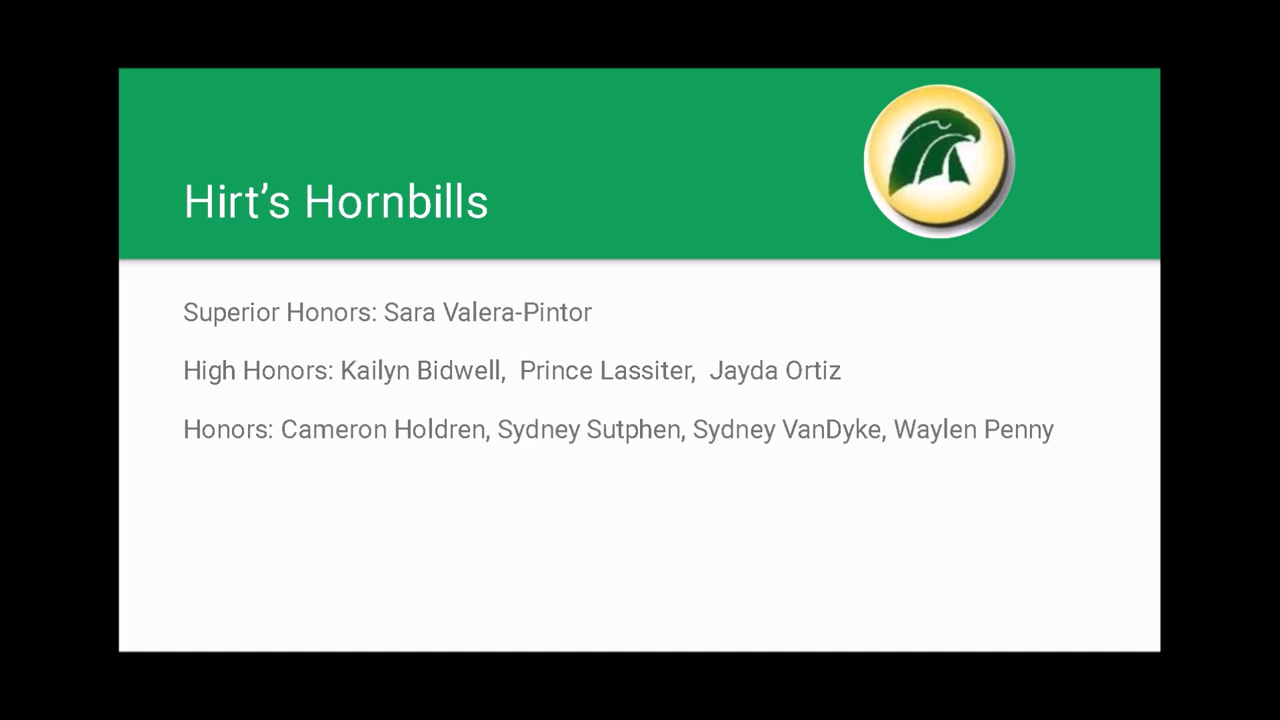 Hirt’s Hornbills
Superior Honors: Sara Valera-Pintor
High Honors: Kailyn Bidwell,  Prince Lassiter,  Jayda Ortiz
Honors: Cameron Holdren, Sydney Sutphen, Sydney VanDyke, Waylen Penny